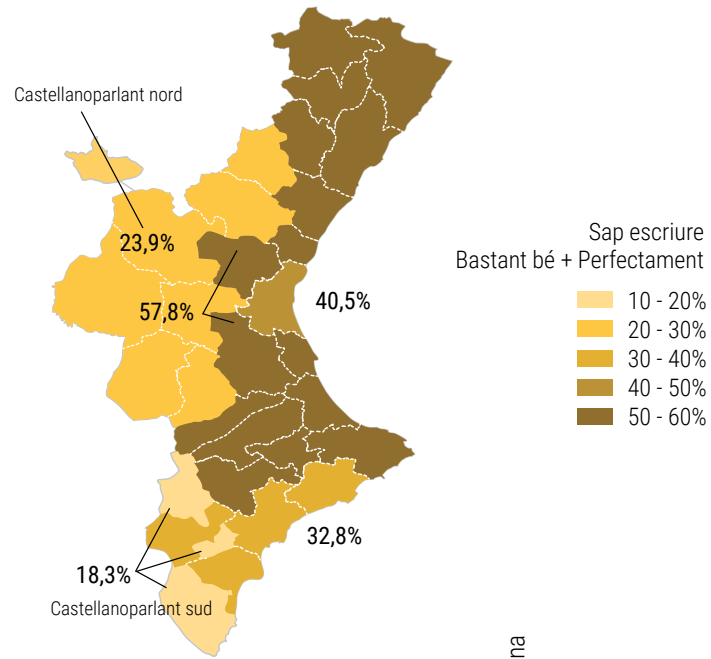 Castellanoparlant nord
23,9%
57,8%
40,5%
Sap escriure
Bastant bé + Perfectament
10 - 20%
20 - 30%
30 - 40%
40 - 50%
50 - 60%
32,8%
18,3%
Castellanoparlant sud
na